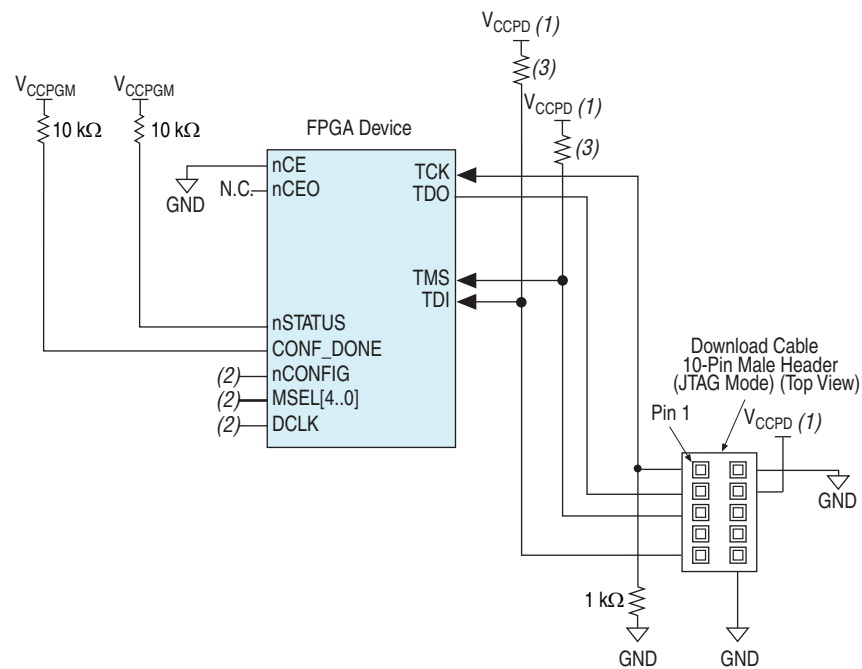 V_CCPD (1)
(3)
V_CCPGM
V_CCPGM
V_CCPD (1)
10 kΩ
10 kΩ
FPGA Device
(3)
nCE
TCK
GND
N.C.
nCEO
TDO
TMS
TDI
nSTATUS
CONF_DONE
(2)
nCONFIG
(2)
MSEL[4..0]
(2)
DCLK
Download Cable
10-Pin Male Header
(JTAG Mode) (Top View)
Pin 1
V_CCPD (1)
GND
1 kΩ
GND
GND